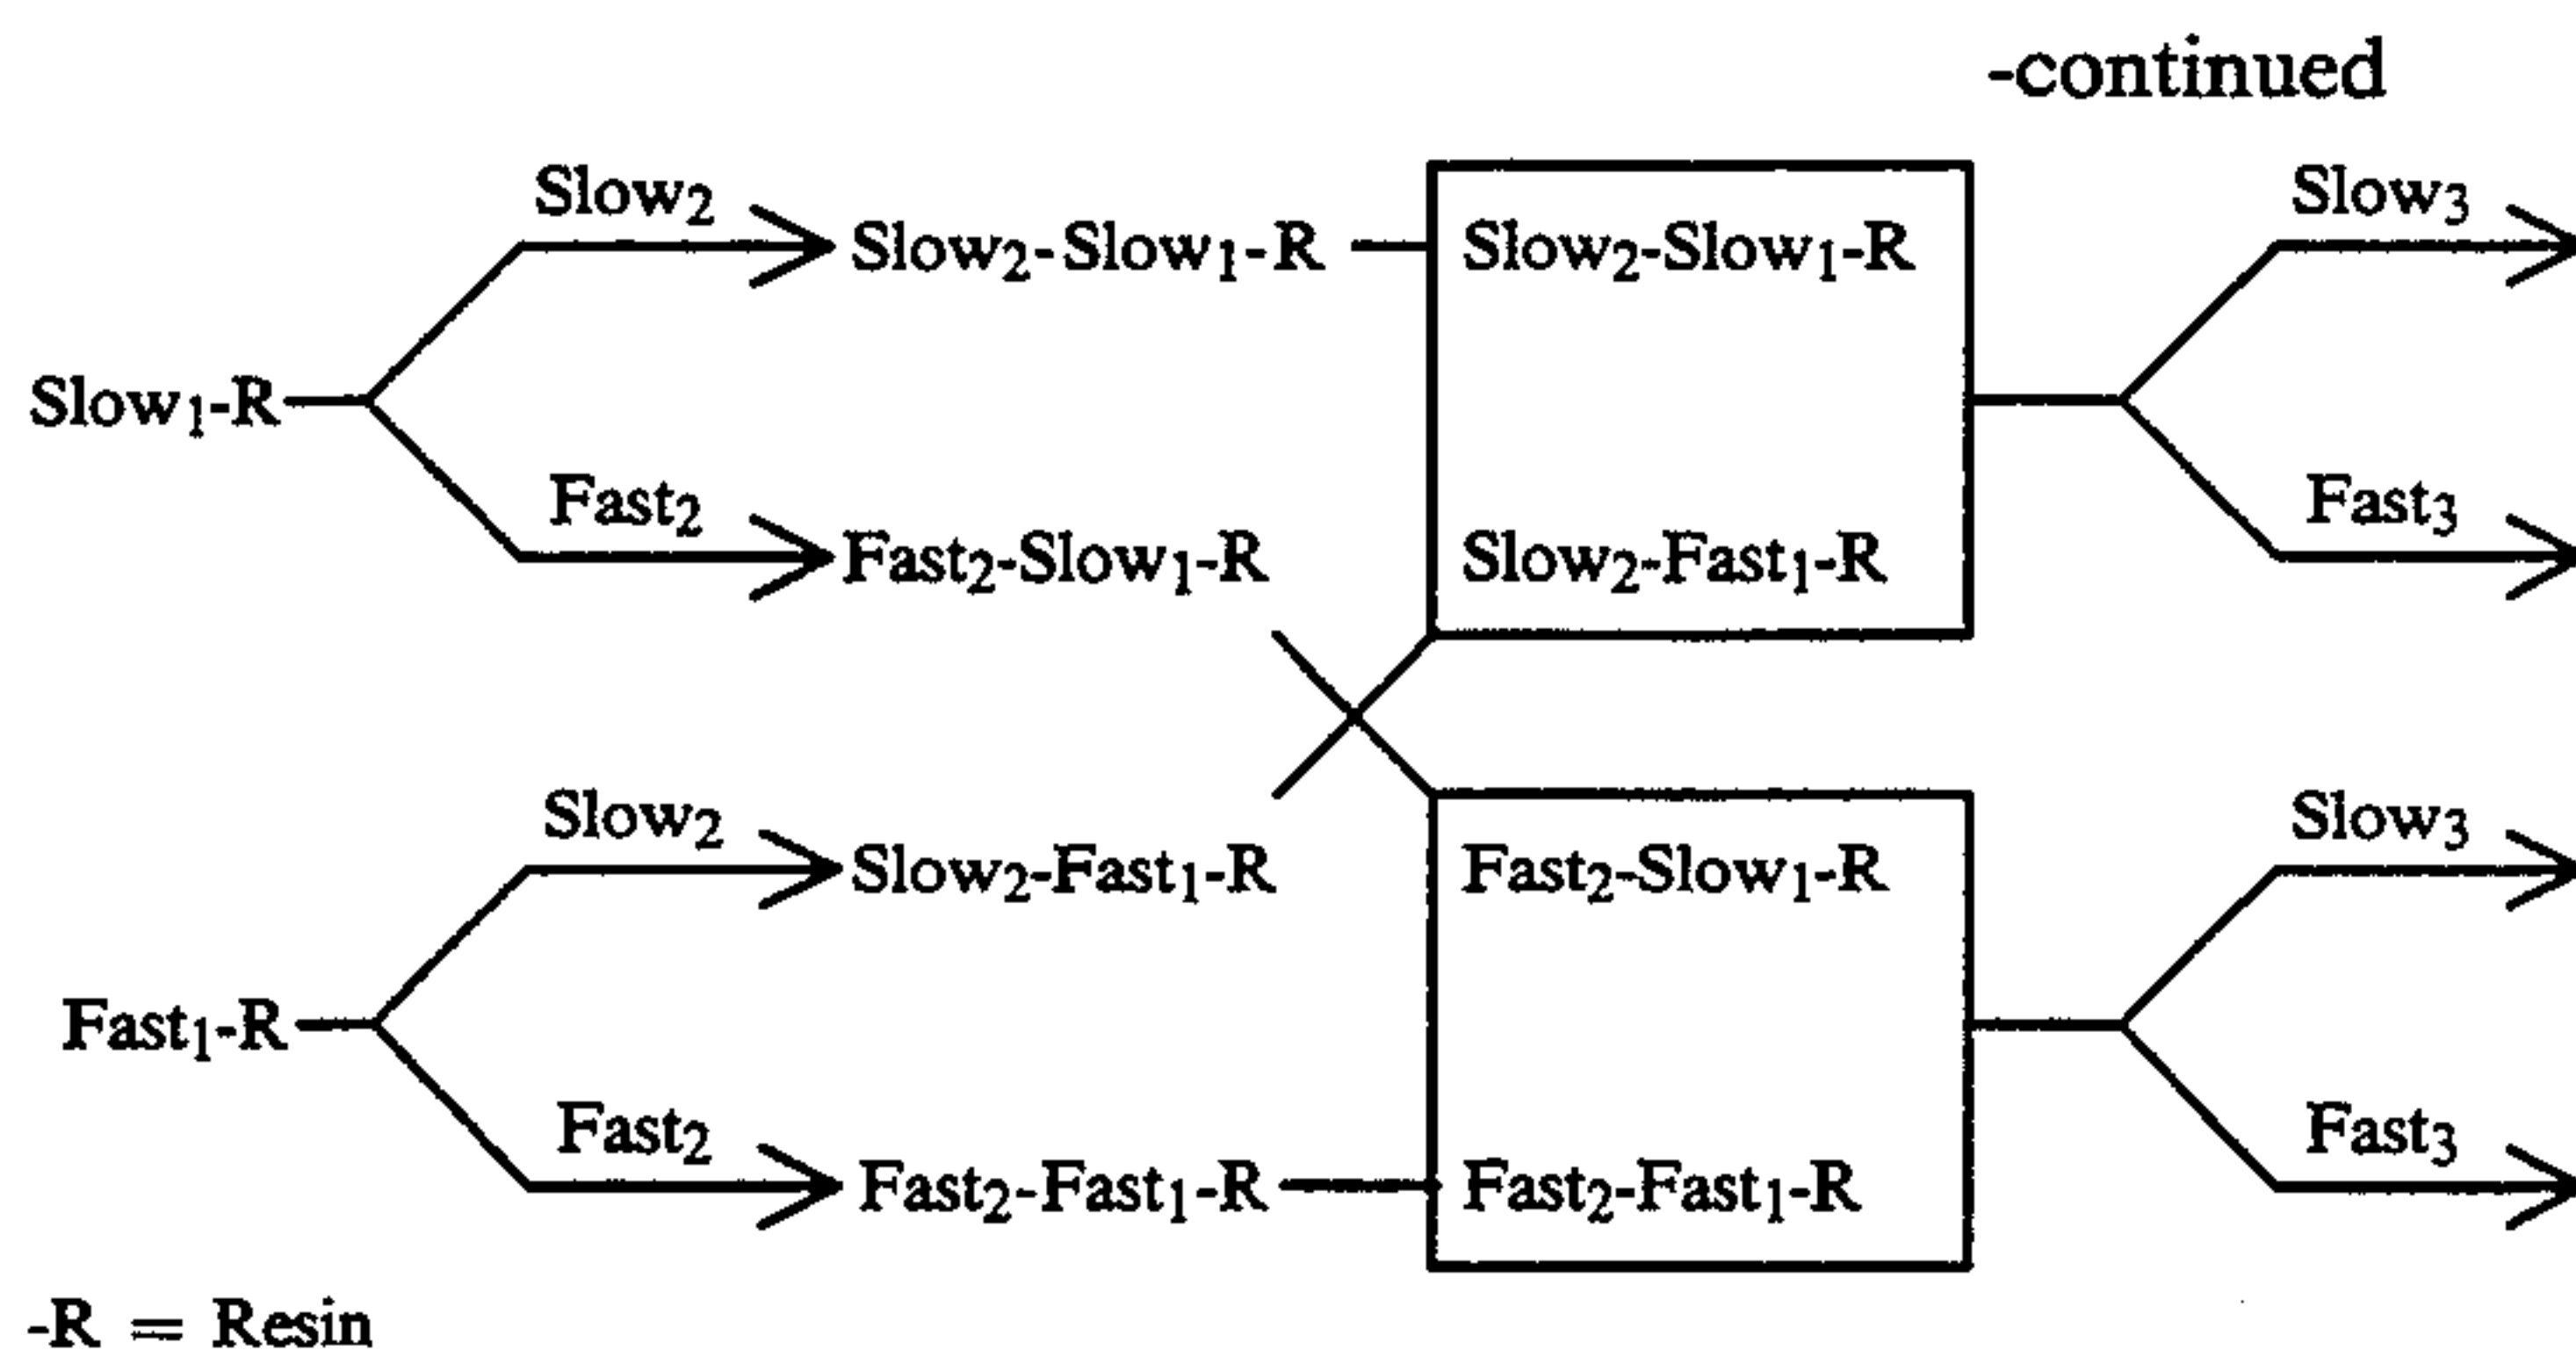 -continued
Slow2 Slow3
Slow2-Slow1-R Slow2-Slow1-R
Slow1-R
Fast2 Fast3
Fast2-Slow1-R Slow2-Fast1-R
Slow2 Slow3
Slow2-Fast1-R Fast2-Slow1-R
Fast1-R
Fast2 Fast3
Fast2-Fast1-R Fast2-Fast1-R
-R = Resin